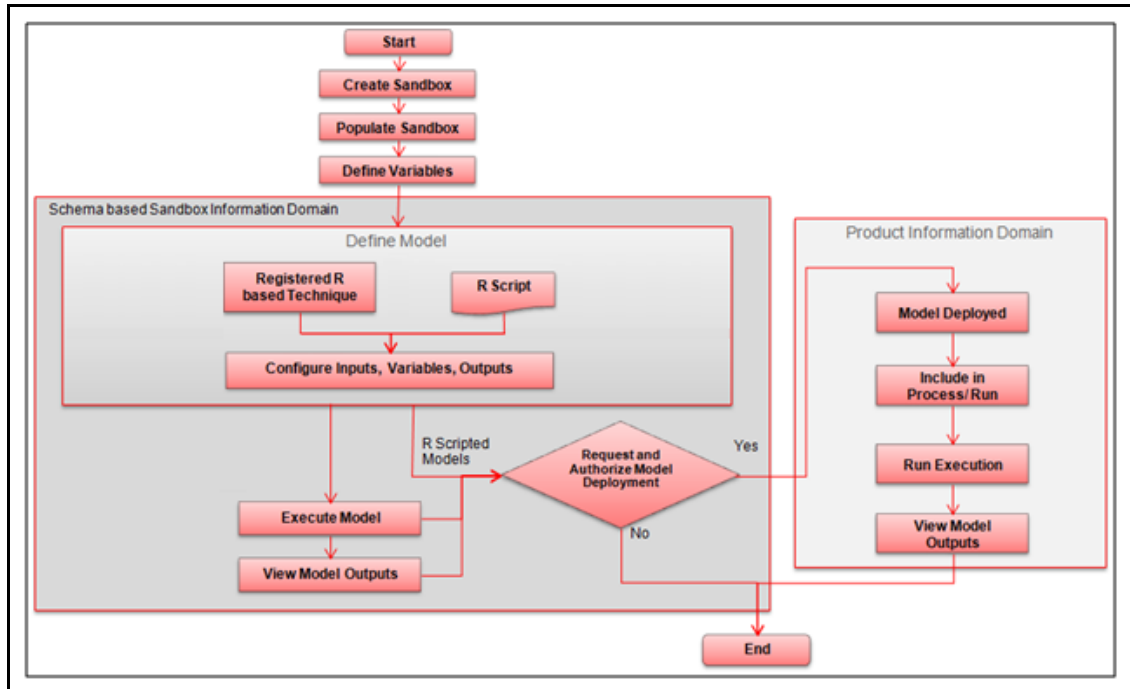 Start
Create Sandbox
Populate Sandbox
Define Variables
Schema based Sandbox Information Domain
Define Model
Registered R
based Technique
R Script
Configure Inputs, Variables, Outputs
R Scripted
Models
Execute Model
View Model Outputs
Request and
Authorize Model
Deployment
Yes
No
Product Information Domain
Model Deployed
Include in
Process/ Run
Run Execution
View Model
Outputs
End